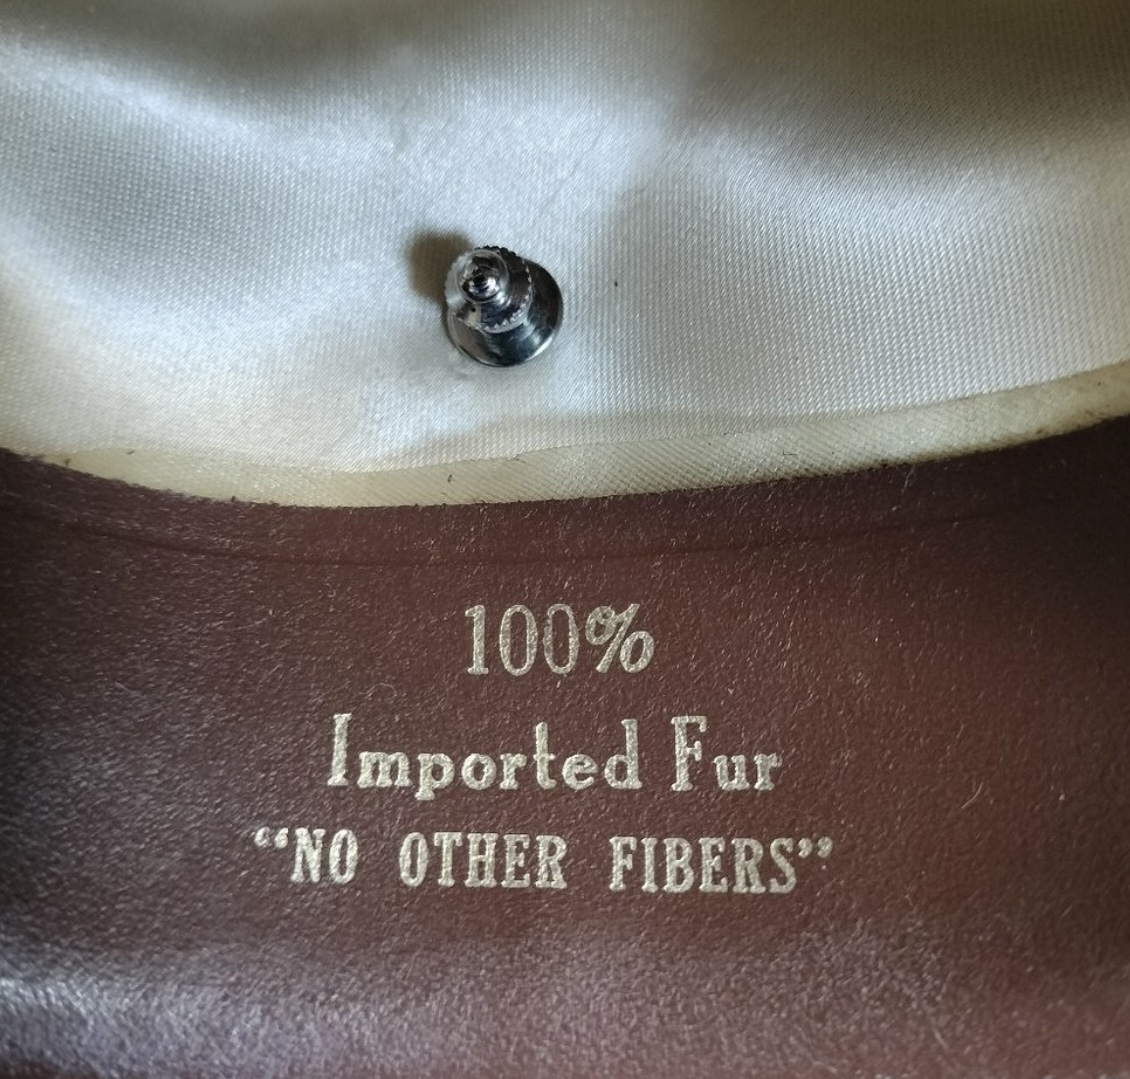 100%
Imported Fur
“NO OTHER FIBERS”